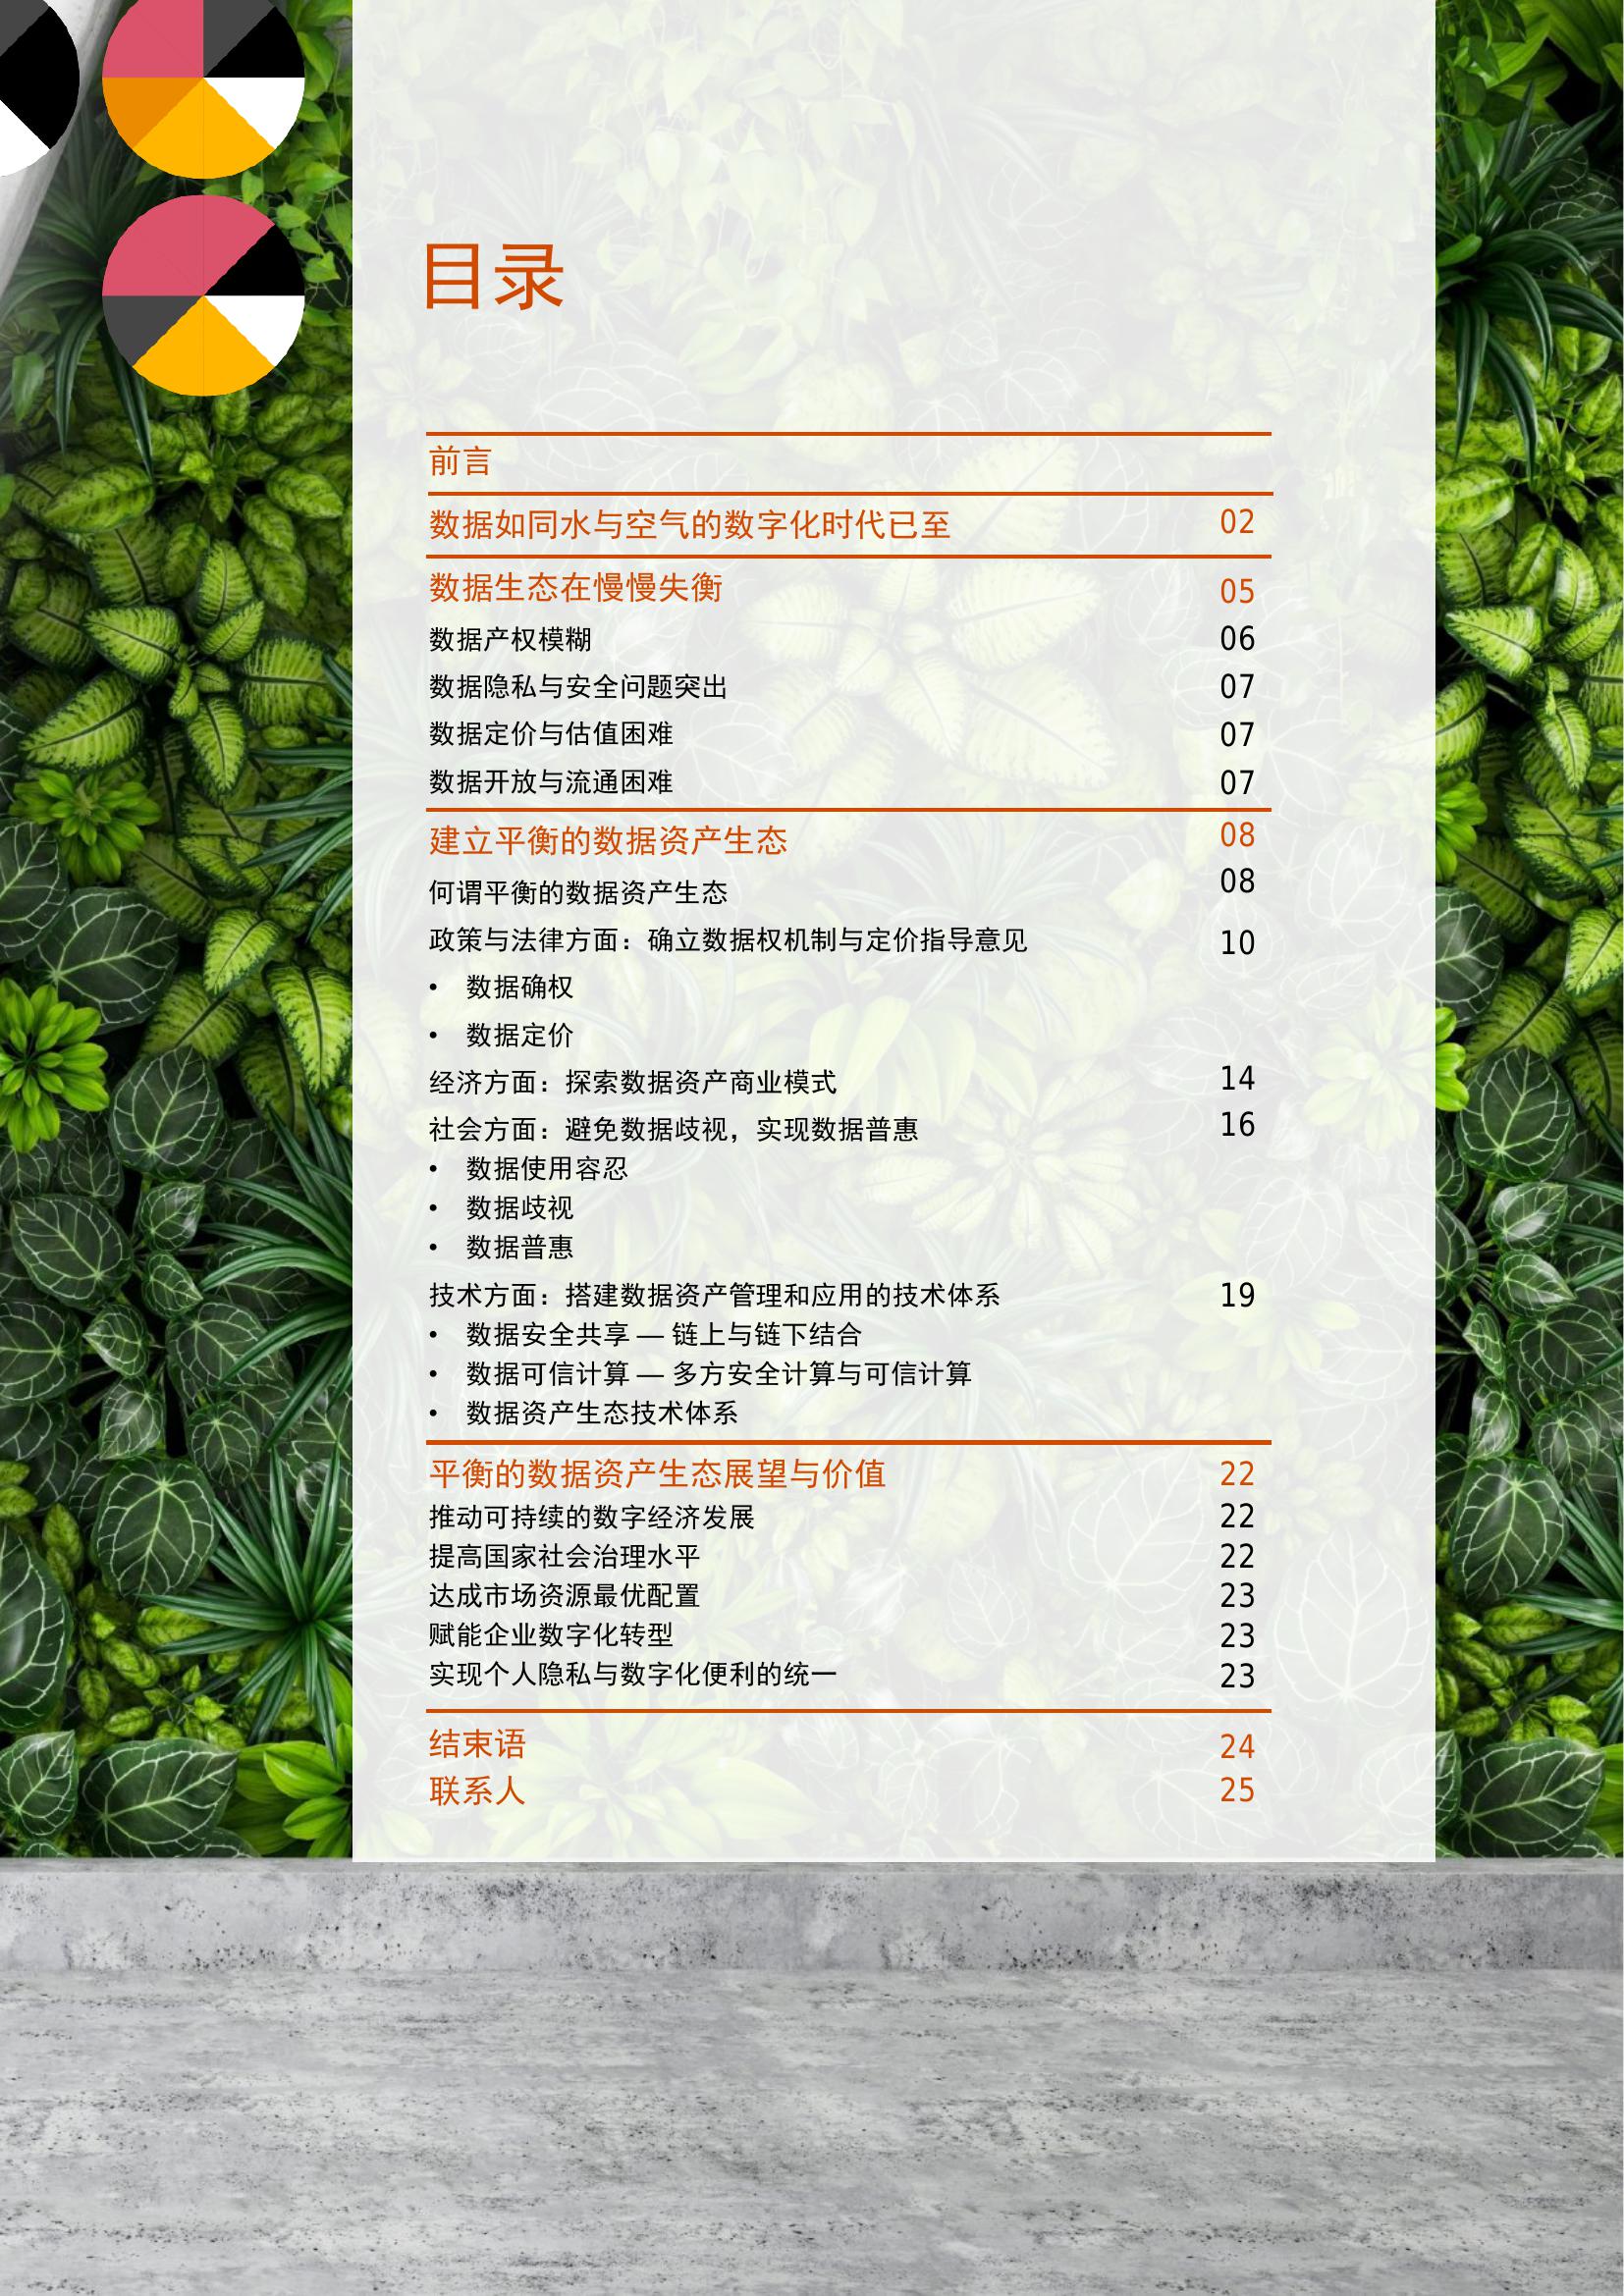 目录
前言
数据如同水与空气的数字化时代已至 02
数据生态在慢慢失衡 05
数据产权模糊 06
数据隐私与安全问题突出 07
数据定价与估值困难 07
数据开放与流通困难 07
建立平衡的数据资产生态 08
何谓平衡的数据资产生态 08
政策与法律方面：确立数据权机制与定价指导意见 10
• 数据确权
• 数据定价
经济方面：探索数据资产商业模式 14
社会方面：避免数据歧视，实现数据普惠 16
• 数据使用容忍
• 数据歧视
• 数据普惠
技术方面：搭建数据资产管理和应用的技术体系 19
• 数据安全共享 — 链上与链下结合
• 数据可信计算 — 多方安全计算与可信计算
• 数据资产生态技术体系
平衡的数据资产生态展望与价值 22
推动可持续的数字经济发展 22
提高国家社会治理水平 22
达成市场资源最优配置 23
赋能企业数字化转型 23
实现个人隐私与数字化便利的统一 23
结束语 24
联系人 25